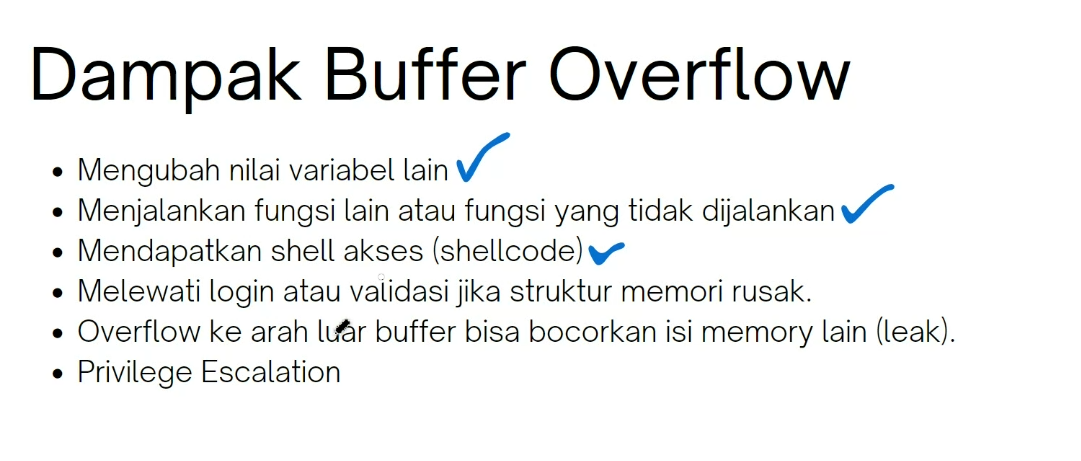 Dampak Buffer Overflow
• Mengubah nilai variabel lain
• Menjalankan fungsi lain atau fungsi yang tidak dijalankan
• Mendapatkan shell akses (shellcode)
• Melewati login atau validasi jika struktur memori rusak.
• Overflow ke arah luar buffer bisa bocorkan isi memory lain (leak).
• Privilege Escalation